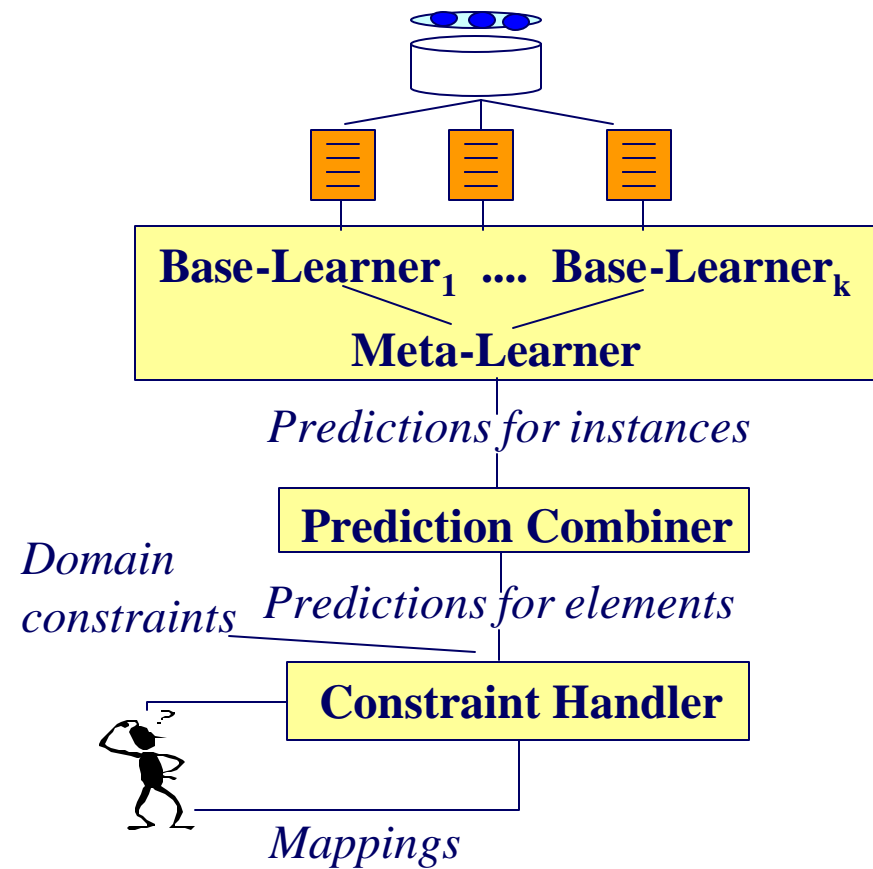 Base-Learner₁ .... Base-Learnerₖ
Meta-Learner
Predictions for instances
Prediction Combiner
Domain
constraints
Predictions for elements
Constraint Handler
?
Mappings